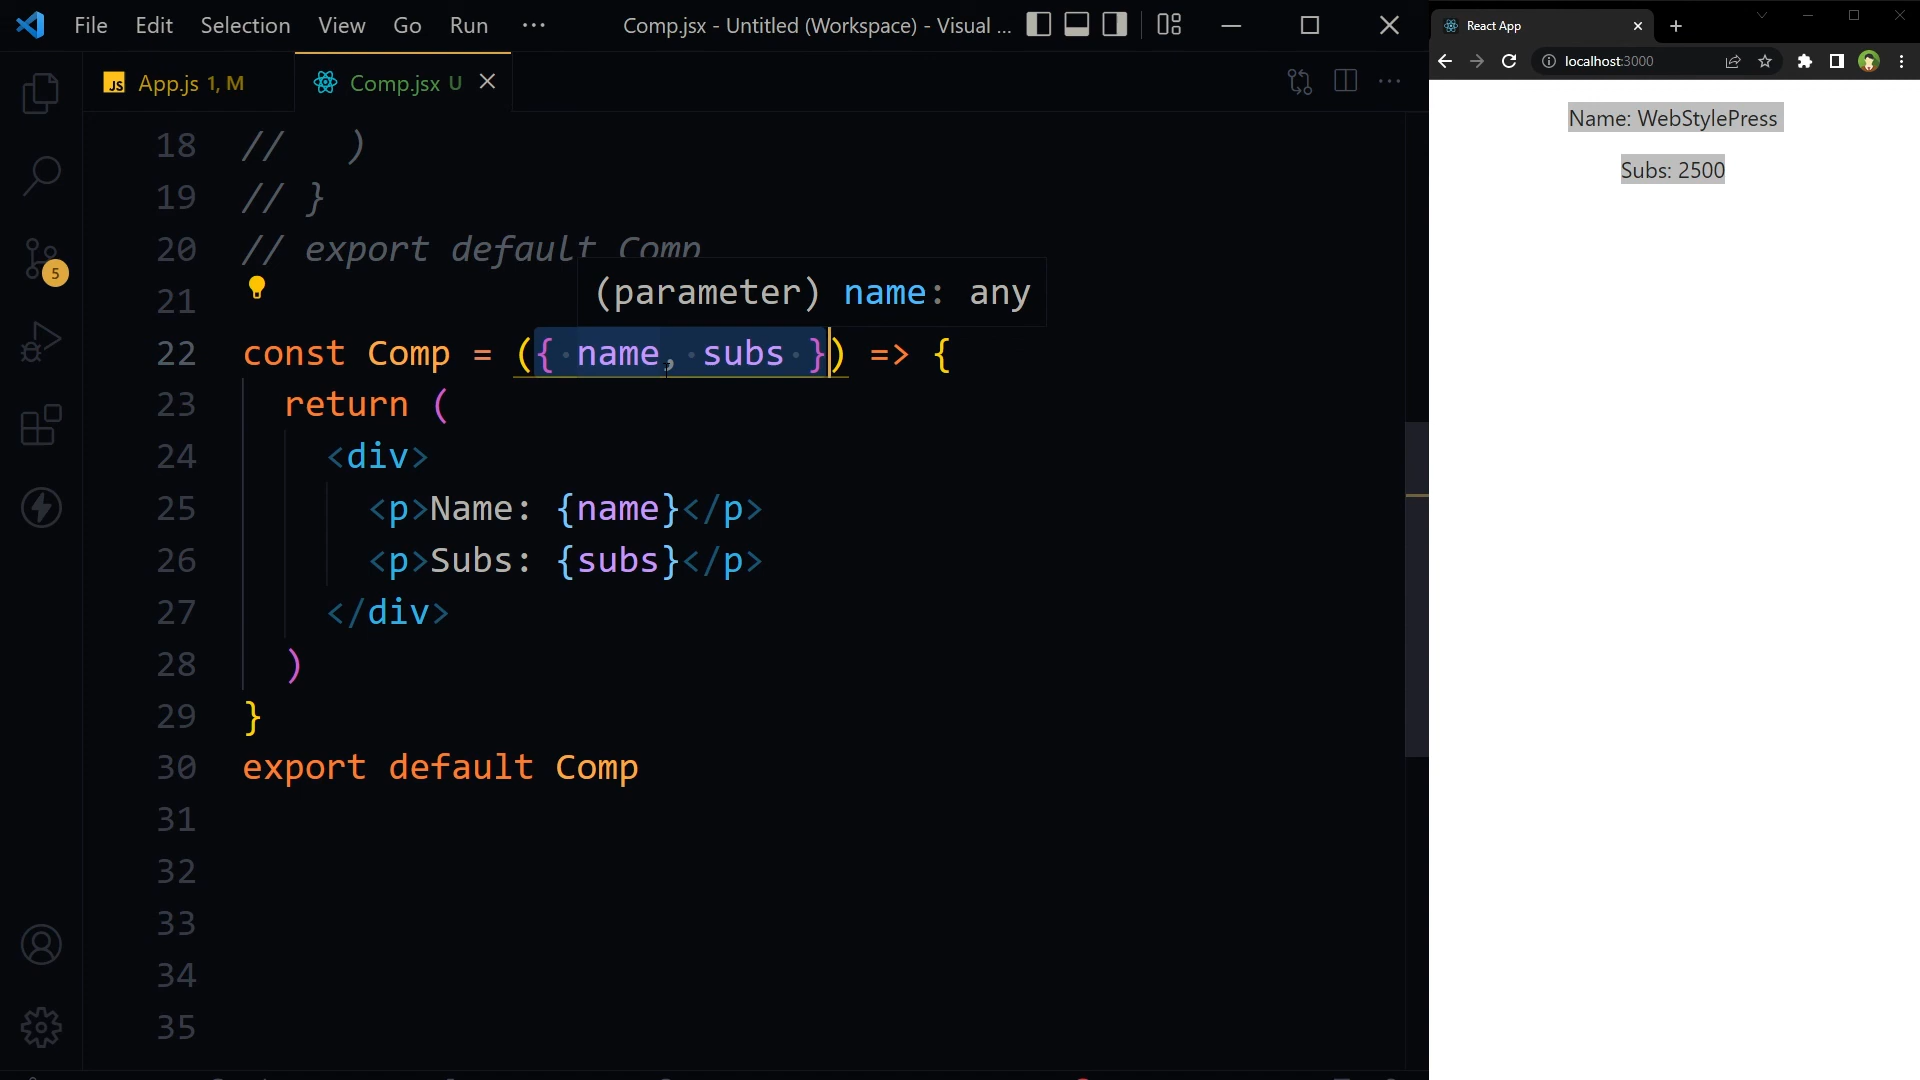 File Edit Selection View Go Run ··· Comp.jsx - Untitled (Workspace) - Visual ...
JS App.js 1, M Comp.jsx U
18 //   )
19 // }
20 // export default Comp
21
(parameter) name: any
22 const Comp = ({ name, subs }) => {
23 return (
24 <div>
25 <p>Name: {name}</p>
26 <p>Subs: {subs}</p>
27 </div>
28 )
29 }
30 export default Comp
31
32
33
34
35
5
React App
localhost:3000
Name: WebStylePress
Subs: 2500